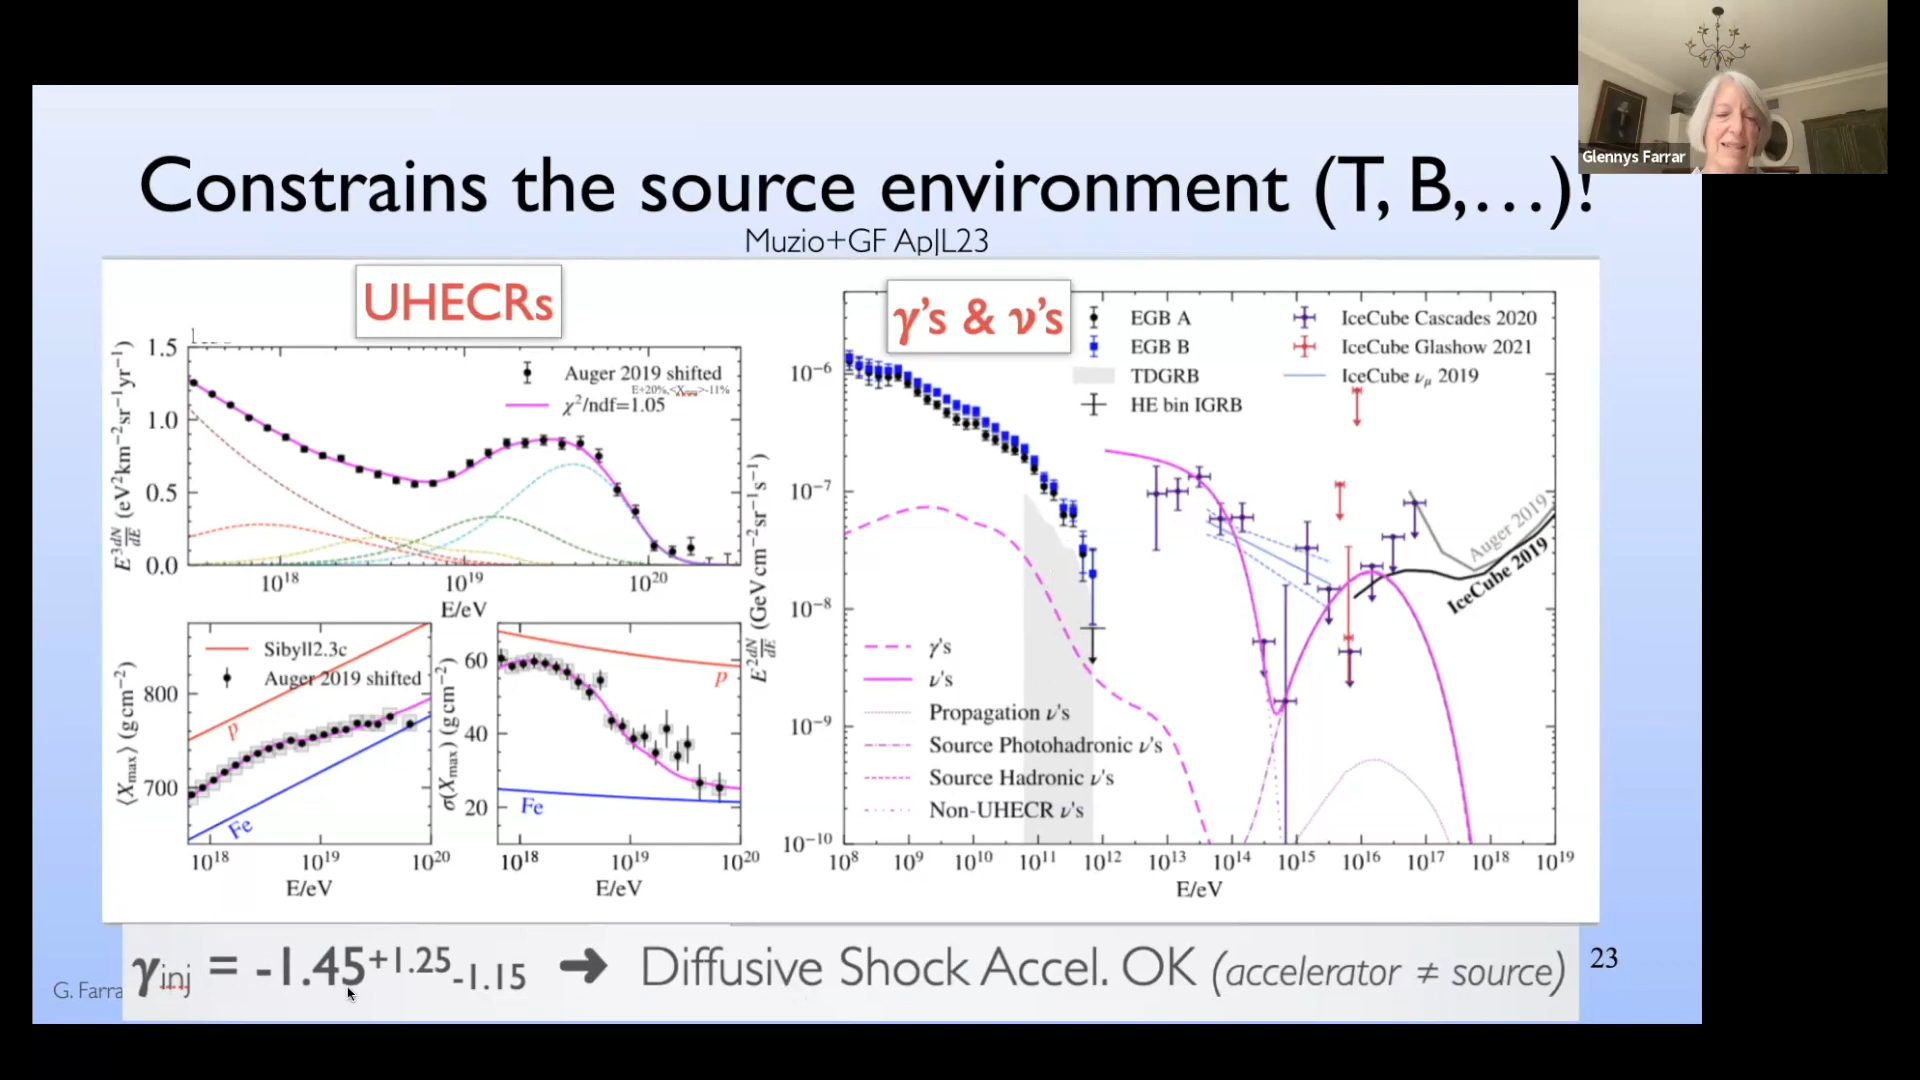 Glennys Farrar
Constrains the source environment (T, B,…)!
Muzio+GF ApJL23
UHECRs
1.5
1.0
0.5
0.0
E³dN/dE (eV²km⁻²sr⁻¹yr⁻¹)
Auger 2019 shifted
E+20%,<Xmax>-11%
χ²/ndf=1.05
10¹⁸ 10¹⁹ 10²⁰
E/eV
⟨Xmax⟩ (g cm⁻²)
800
700
Sibyll2.3c
Auger 2019 shifted
p
Fe
10¹⁸ 10¹⁹ 10²⁰
E/eV
σ(Xmax) (g cm⁻²)
60
40
20
p
Fe
10¹⁸ 10¹⁹ 10²⁰
E/eV
γ's & ν's
E²dN/dE (GeV cm⁻²sr⁻¹s⁻¹)
10⁻⁶
10⁻⁷
10⁻⁸
10⁻⁹
10⁻¹⁰
EGB A
EGB B
TDGRB
HE bin IGRB
IceCube Cascades 2020
IceCube Glashow 2021
IceCube νμ 2019
Auger 2019
IceCube 2019
γ's
ν's
Propagation ν's
Source Photohadronic ν's
Source Hadronic ν's
Non-UHECR ν's
10⁸ 10⁹ 10¹⁰ 10¹¹ 10¹² 10¹³ 10¹⁴ 10¹⁵ 10¹⁶ 10¹⁷ 10¹⁸ 10¹⁹
E/eV
γinj = -1.45+1.25-1.15 ➜ Diffusive Shock Accel. OK (accelerator ≠ source)
G. Farra
23